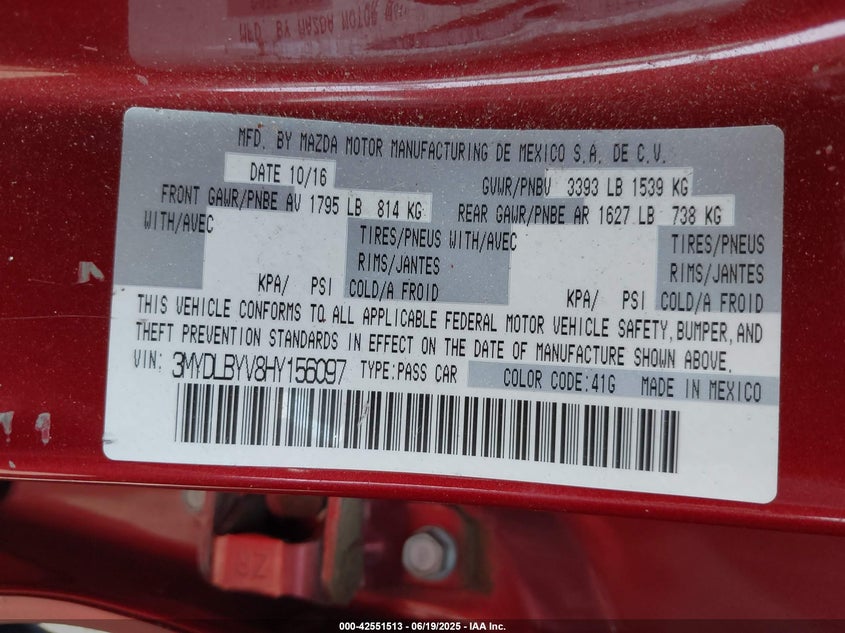 MFD. BY MAZDA MOTOR MANUFACTURING DE MEXICO S.A. DE C.V.
DATE 10/16 GVWR/PNBV 3393 LB 1539 KG
FRONT GAWR/PNBE AV 1795 LB 814 KG REAR GAWR/PNBE AR 1627 LB 738 KG
WITH/AVEC TIRES/PNEUS WITH/AVEC TIRES/PNEUS
RIMS/JANTES RIMS/JANTES
KPA/ PSI COLD/A FROID KPA/ PSI COLD/A FROID
THIS VEHICLE CONFORMS TO ALL APPLICABLE FEDERAL MOTOR VEHICLE SAFETY, BUMPER, AND
THEFT PREVENTION STANDARDS IN EFFECT ON THE DATE OF MANUFACTURE SHOWN ABOVE.
VIN: 3MYDLBYV8HY156097 TYPE:PASS CAR COLOR CODE:41G MADE IN MEXICO
000-42551513 - 06/19/2025 - IAA Inc.